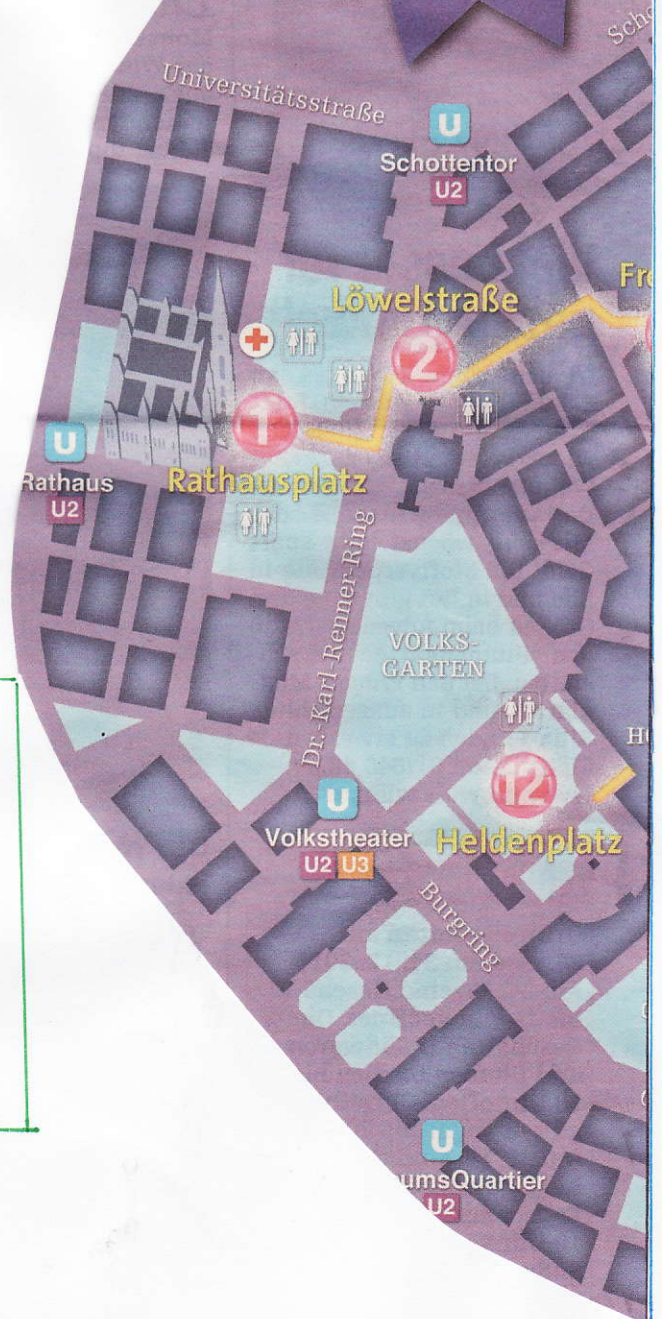 Universitätsstraße
U
Schottentor
U2
Löwelstraße
2
1
Rathausplatz
U
Rathaus
U2
Dr.-Karl-Renner-Ring
VOLKS-
GARTEN
12
Heldenplatz
U
Volkstheater
U2 U3
Burgring
U
umsQuartier
U2